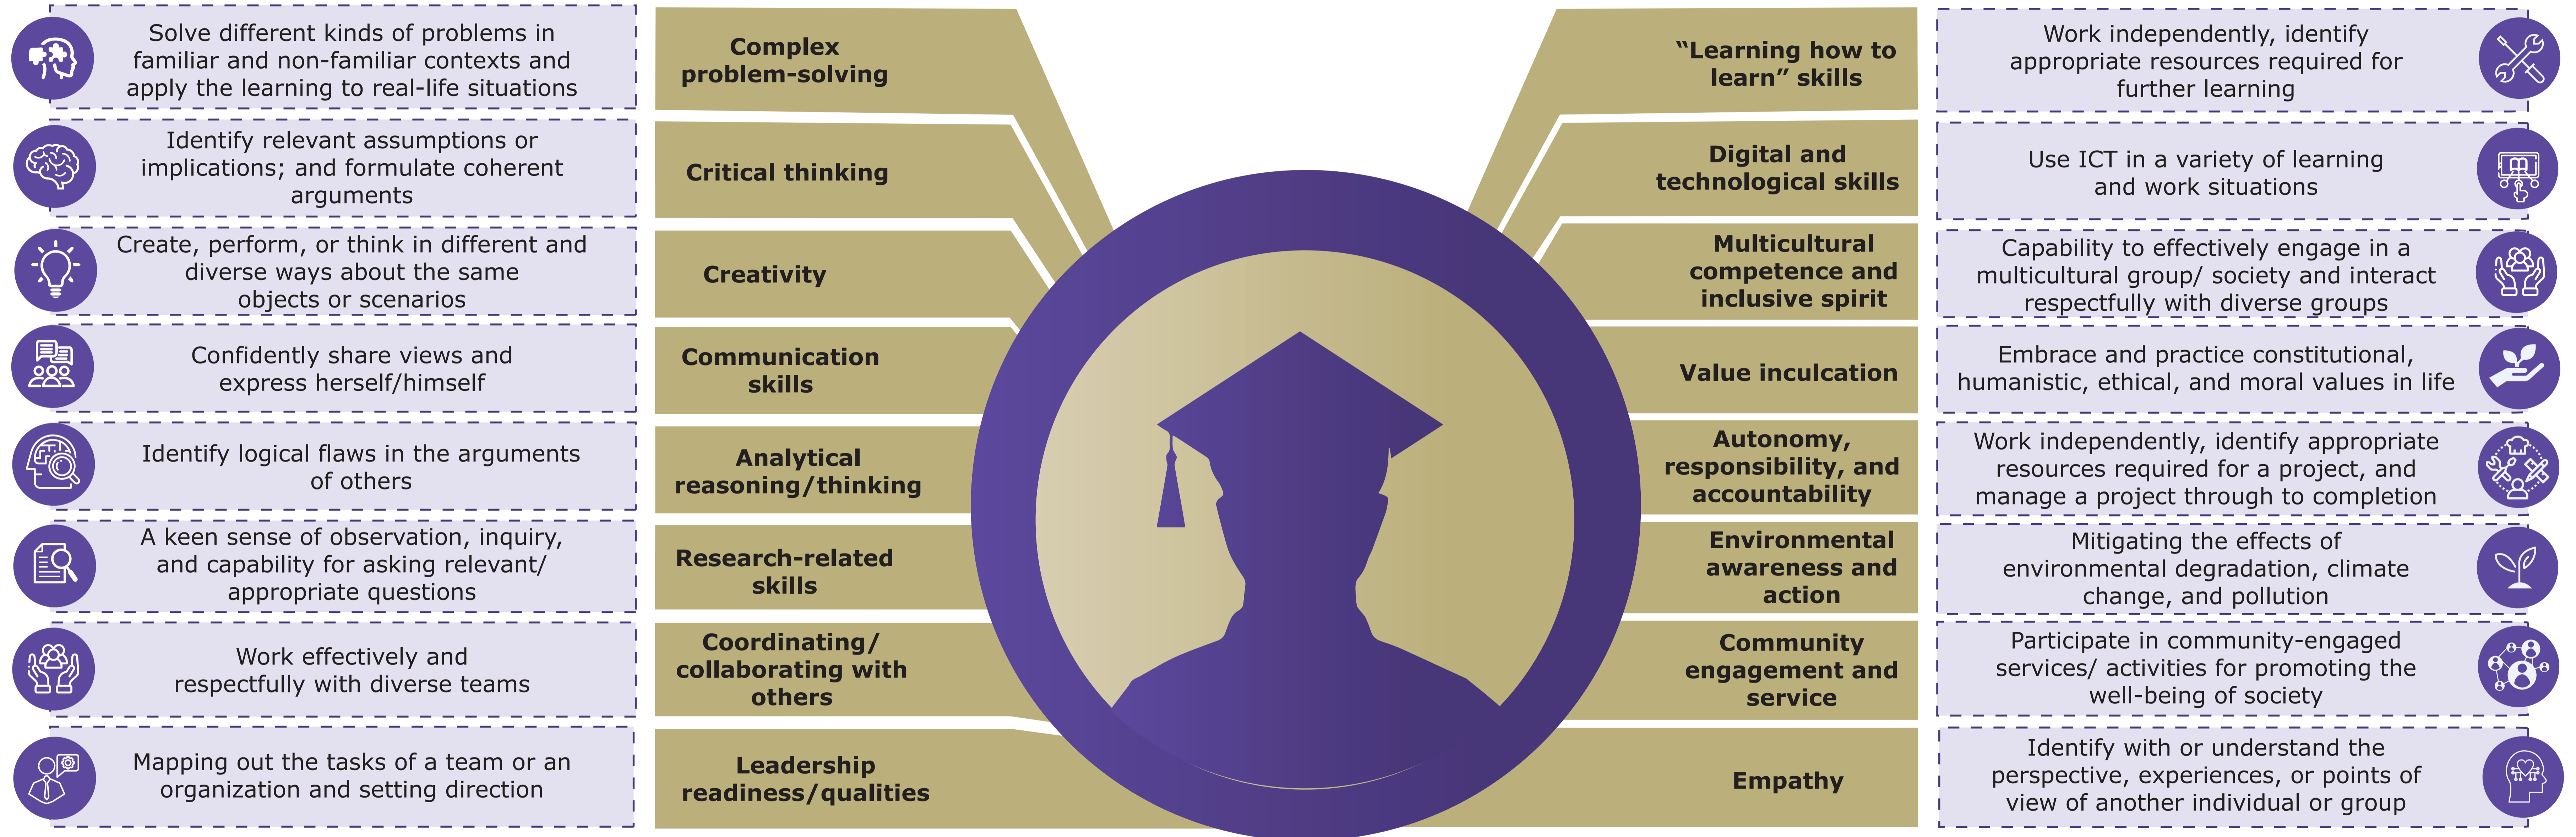 Solve different kinds of problems in
familiar and non-familiar contexts and
apply the learning to real-life situations
Complex
problem-solving
Identify relevant assumptions or
implications; and formulate coherent
arguments
Critical thinking
Create, perform, or think in different and
diverse ways about the same
objects or scenarios
Creativity
Confidently share views and
express herself/himself
Communication
skills
Identify logical flaws in the arguments
of others
Analytical
reasoning/thinking
A keen sense of observation, inquiry,
and capability for asking relevant/
appropriate questions
Research-related
skills
Work effectively and
respectfully with diverse teams
Coordinating/
collaborating with
others
Mapping out the tasks of a team or an
organization and setting direction
Leadership
readiness/qualities
“Learning how to
learn” skills
Work independently, identify
appropriate resources required for
further learning
Digital and
technological skills
Use ICT in a variety of learning
and work situations
Multicultural
competence and
inclusive spirit
Capability to effectively engage in a
multicultural group/ society and interact
respectfully with diverse groups
Value inculcation
Embrace and practice constitutional,
humanistic, ethical, and moral values in life
Autonomy,
responsibility, and
accountability
Work independently, identify appropriate
resources required for a project, and
manage a project through to completion
Environmental
awareness and
action
Mitigating the effects of
environmental degradation, climate
change, and pollution
Community
engagement and
service
Participate in community-engaged
services/ activities for promoting the
well-being of society
Empathy
Identify with or understand the
perspective, experiences, or points of
view of another individual or group